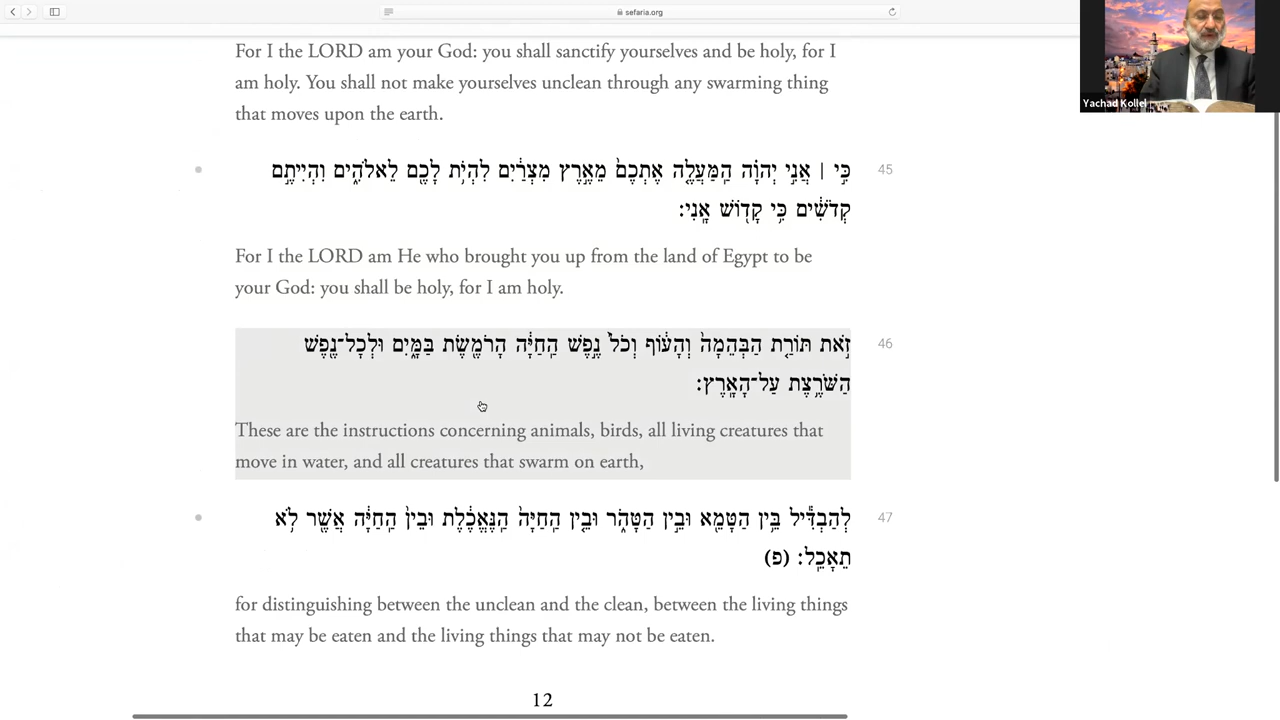 sefaria.org
Yachad Kollel
For I the LORD am your God: you shall sanctify yourselves and be holy, for I
am holy. You shall not make yourselves unclean through any swarming thing
that moves upon the earth.
45
כִּ֣י ׀ אֲנִ֣י יְהוָ֗ה הַֽמַּעֲלֶ֤ה אֶתְכֶם֙ מֵאֶ֣רֶץ מִצְרַ֔יִם לִהְיֹ֥ת לָכֶ֖ם לֵאלֹהִ֑ים וִהְיִיתֶ֣ם
קְדֹשִׁ֔ים כִּ֥י קָד֖וֹשׁ אָֽנִי׃
For I the LORD am He who brought you up from the land of Egypt to be
your God: you shall be holy, for I am holy.
46
זֹ֣את תּוֹרַ֤ת הַבְּהֵמָה֙ וְהָע֔וֹף וְכֹל֙ נֶ֣פֶשׁ הַֽחַיָּ֔ה הָרֹמֶ֖שֶׂת בַּמָּ֑יִם וּלְכָל־נֶ֖פֶשׁ
הַשֹּׁרֶ֥צֶת עַל־הָאָֽרֶץ׃
These are the instructions concerning animals, birds, all living creatures that
move in water, and all creatures that swarm on earth,
47
לְהַבְדִּ֕יל בֵּ֥ין הַטָּמֵ֖א וּבֵ֣ין הַטָּהֹ֑ר וּבֵ֤ין הַֽחַיָּה֙ הַֽנֶּאֱכֶ֔לֶת וּבֵין֙ הַֽחַיָּ֔ה אֲשֶׁ֖ר לֹ֥א
תֵאָכֵֽל׃ (פ)
for distinguishing between the unclean and the clean, between the living things
that may be eaten and the living things that may not be eaten.
12